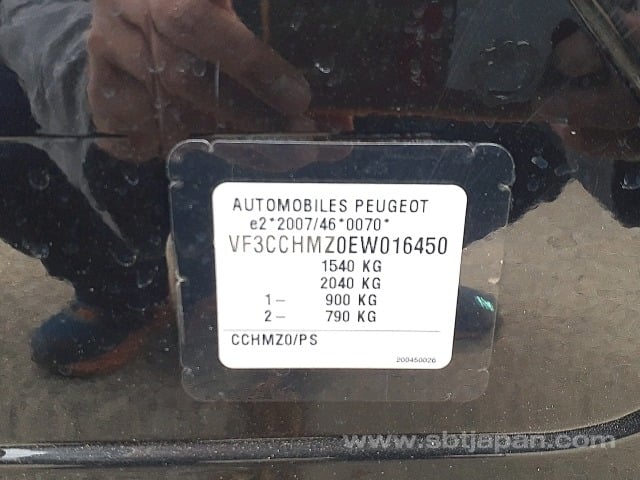 AUTOMOBILES PEUGEOT
e2*2007/46*0070*
VF3CCHMZ0EW016450
1540 KG
2040 KG
1- 900 KG
2- 790 KG
CCHMZ0/PS
200450026
www.sbtjapan.com